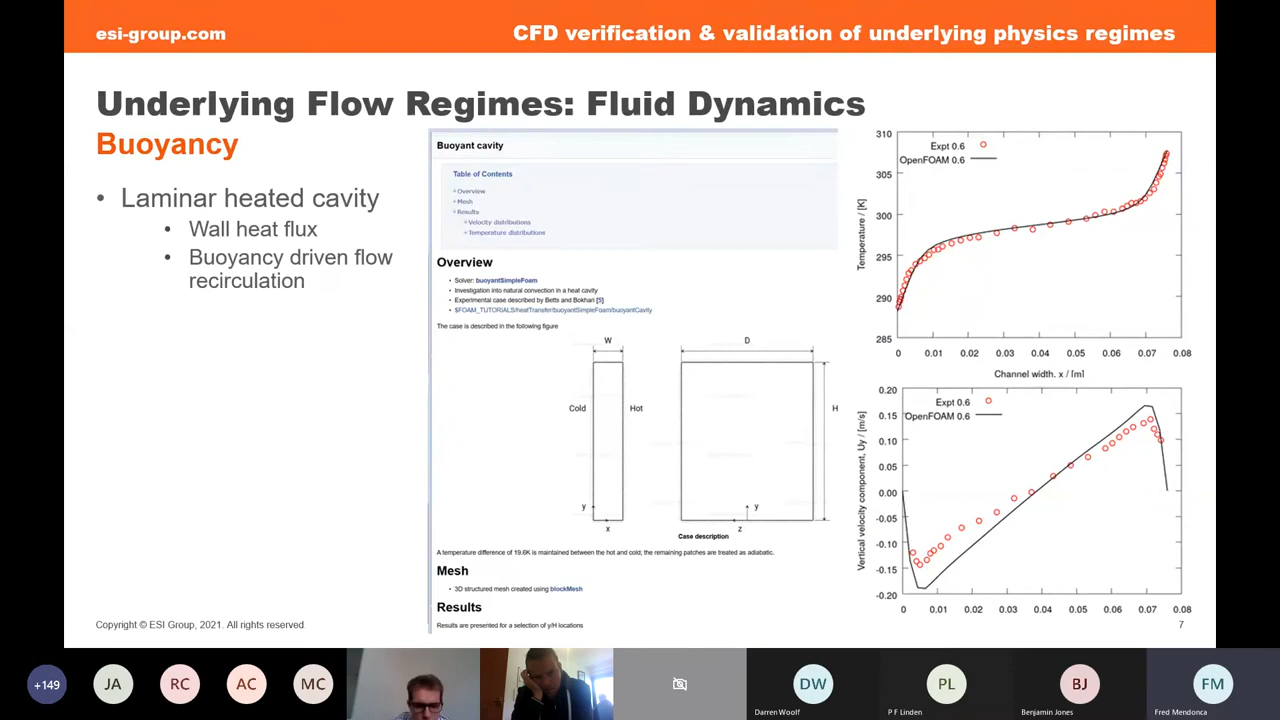 esi-group.com
CFD verification & validation of underlying physics regimes
Underlying Flow Regimes: Fluid Dynamics
Buoyancy
• Laminar heated cavity
• Wall heat flux
• Buoyancy driven flow
recirculation
Buoyant cavity
Table of Contents
Overview
Mesh
Results
Velocity distributions
Temperature distributions
Overview
• Solver: buoyantSimpleFoam
• Investigation into natural convection in a heat cavity
• Experimental case described by Betts and Bokhari [5]
• $FOAM_TUTORIALS/heatTransfer/buoyantSimpleFoam/buoyantCavity
The case is described in the following figure
W
D
Cold
Hot
H
y
x
y
z
Case description
A temperature difference of 19.6K is maintained between the hot and cold; the remaining patches are treated as adiabatic.
Mesh
• 3D structured mesh created using blockMesh
Results
Results are presented for a selection of y/H locations
310
305
300
295
290
285
Temperature / [K]
Expt 0.6
OpenFOAM 0.6
0 0.01 0.02 0.03 0.04 0.05 0.06 0.07 0.08
Channel width, x / [m]
0.20
0.15
0.10
0.05
0.00
-0.05
-0.10
-0.15
-0.20
Vertical velocity component, Uy / [m/s]
Expt 0.6
OpenFOAM 0.6
0 0.01 0.02 0.03 0.04 0.05 0.06 0.07 0.08
Copyright © ESI Group, 2021. All rights reserved.
7
+149
JA
RC
AC
MC
DW
Darren Woolf
PL
P F Linden
BJ
Benjamin Jones
FM
Fred Mendonca